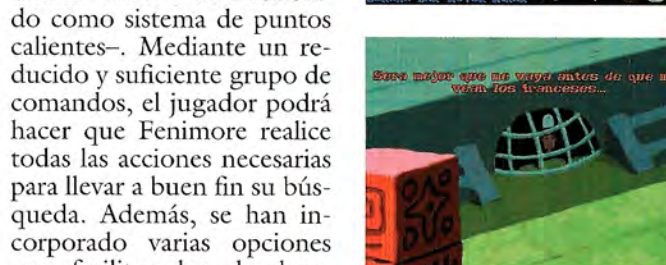 do como sistema de puntos
calientes–. Mediante un re-
ducido y suficiente grupo de
comandos, el jugador podrá
hacer que Fenimore realice
todas las acciones necesarias
para llevar a buen fin su bús-
queda. Además, se han in-
corporado varias opciones
Sera mejor que me vaya antes de que
vean los franceses...